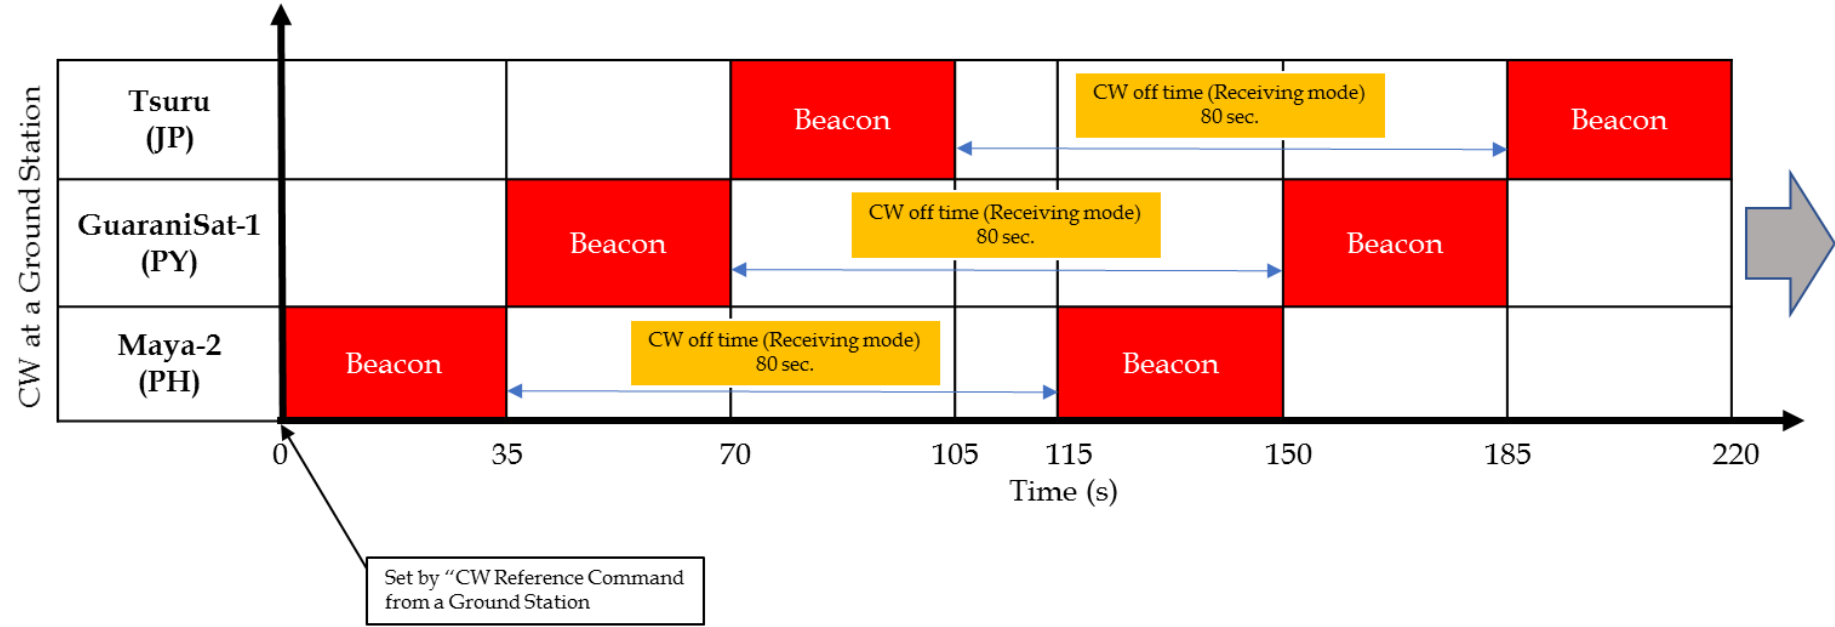 CW at a Ground Station
Tsuru
(JP)
Beacon
CW off time (Receiving mode)
80 sec.
Beacon
GuaraniSat-1
(PY)
Beacon
CW off time (Receiving mode)
80 sec.
Beacon
Maya-2
(PH)
Beacon
CW off time (Receiving mode)
80 sec.
Beacon
0 35 70 105 115 150 185 220
Time (s)
Set by “CW Reference Command
from a Ground Station